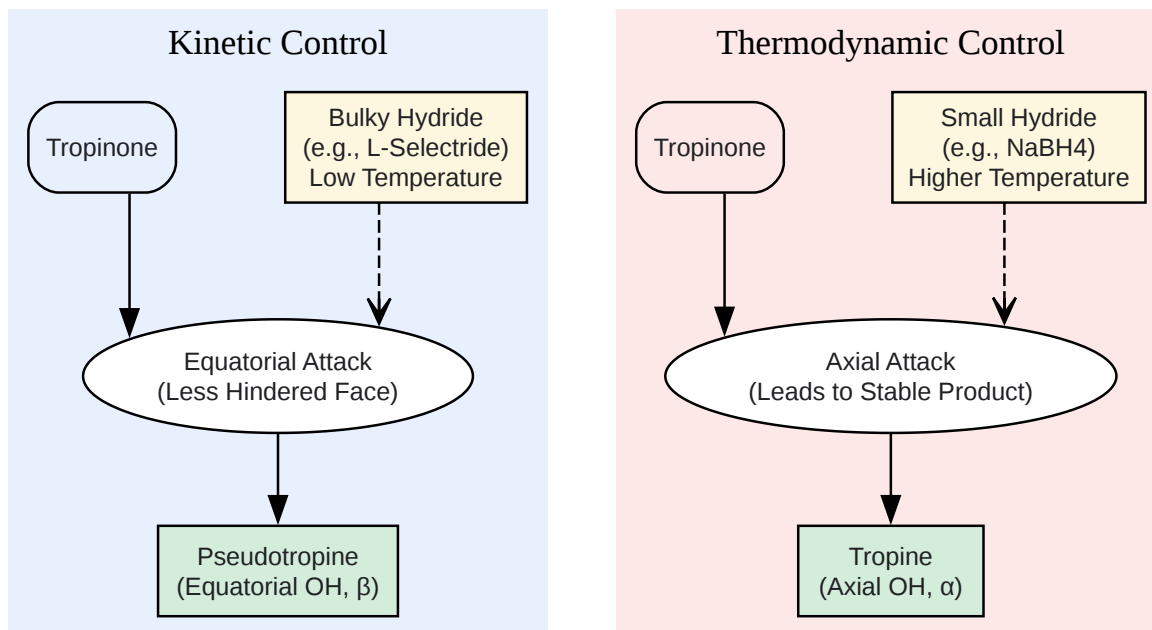 Kinetic Control
Tropinone
Bulky Hydride
(e.g., L-Selectride)
Low Temperature
Equatorial Attack
(Less Hindered Face)
Pseudotropine
(Equatorial OH, β)
Thermodynamic Control
Tropinone
Small Hydride
(e.g., NaBH4)
Higher Temperature
Axial Attack
(Leads to Stable Product)
Tropine
(Axial OH, α)